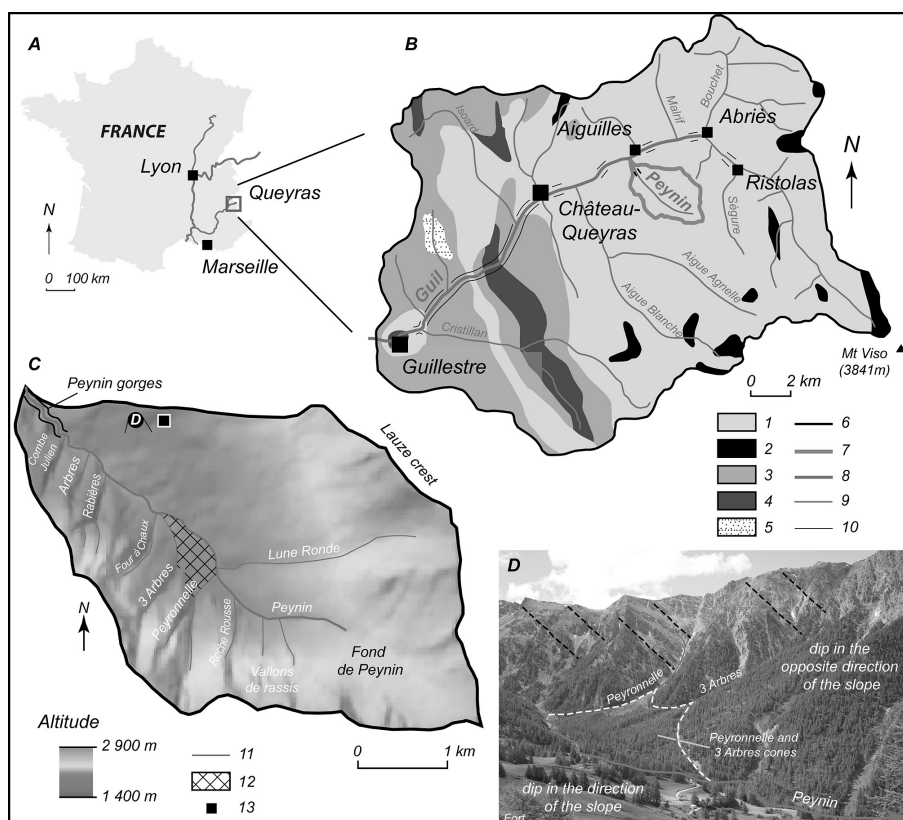 A
FRANCE
Lyon
Queyras
Marseille
N
0 100 km
B
Isoard
Aiguilles
Malrif
Bouchet
Abriès
Peynin
Ristolas
Château-
Queyras
Ségure
N
Guil
Aigue Agnelle
Aigue Blanche
Cristillan
Guillestre
Mt Viso
(3841m)
0 2 km
1
2
3
4
5
6
7
8
9
10
C
Peynin gorges
D
Combe
Julien
Arbres
Rabières
Four à Chaux
3 Arbres
Peyronnelle
Roche Rousse
Lune Ronde
Peynin
Vallons
de rassis
Fond
de Peynin
Lauze crest
N
Altitude
2 900 m
1 400 m
11
12
13
0 1 km
D
dip in the
opposite direction
of the slope
Peyronnelle
3 Arbres
Peyronnelle and
3 Arbres cones
dip in the direction
of the slope
Peynin
Fort